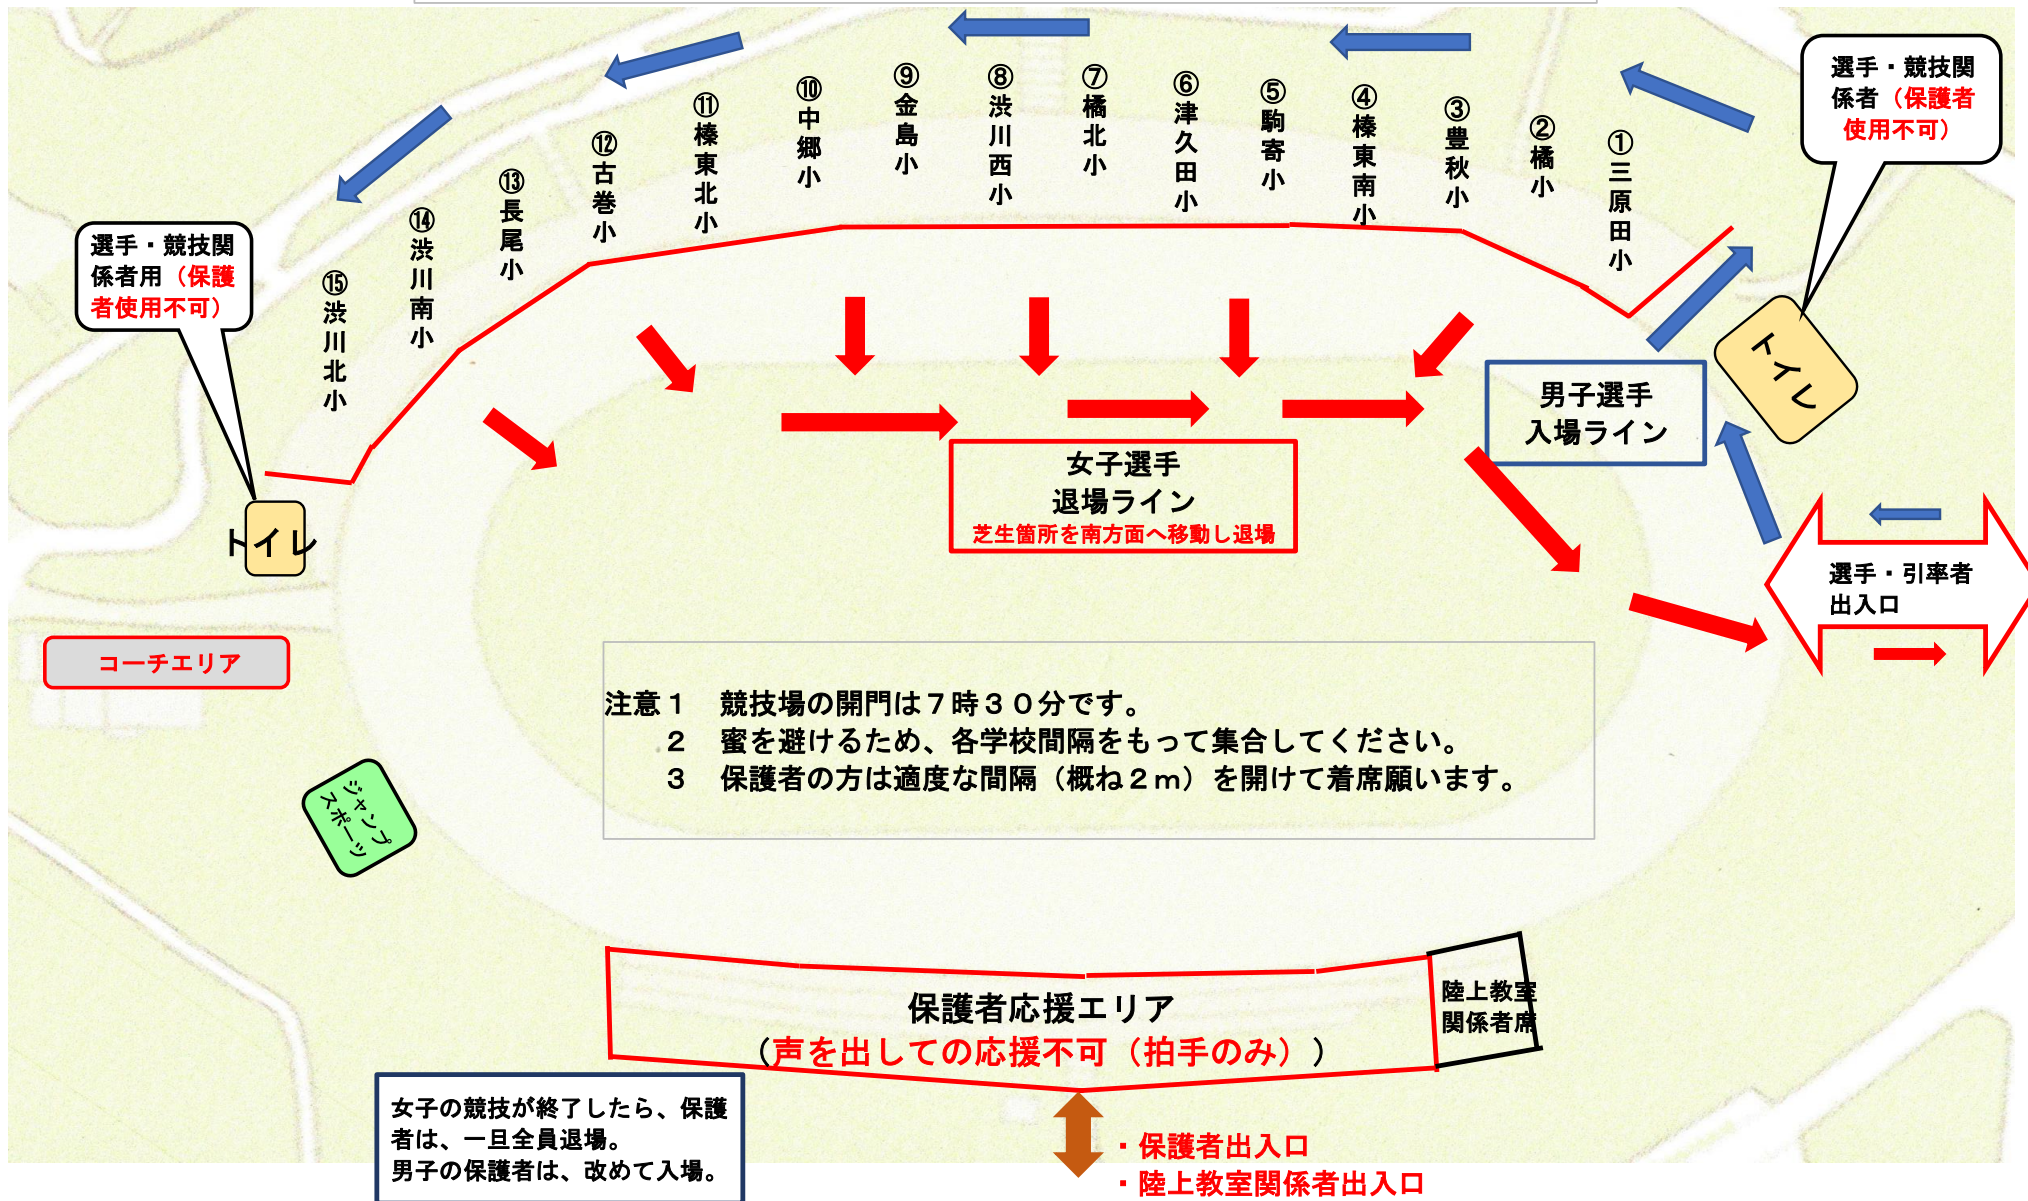 選手・競技関
係者（保護者
使用不可）
①三原田小
②橘小
③豊秋小
④榛東南小
⑤駒寄小
⑥津久田小
⑦橘北小
⑧渋川西小
⑨金島小
⑩中郷小
⑪榛東北小
⑫古巻小
⑬長尾小
⑭渋川南小
⑮渋川北小
選手・競技関
係者用（保護
者使用不可）
トイレ
トイレ
男子選手
入場ライン
女子選手
退場ライン
芝生箇所を南方面へ移動し退場
選手・引率者
出入口
コーチエリア
注意１　競技場の開門は７時３０分です。
２　蜜を避けるため、各学校間隔をもって集合してください。
３　保護者の方は適度な間隔（概ね２ｍ）を開けて着席願います。
ジャンプ
スポーツ
保護者応援エリア
（声を出しての応援不可（拍手のみ））
陸上教室
関係者席
女子の競技が終了したら、保護
者は、一旦全員退場。
男子の保護者は、改めて入場。
・保護者出入口
・陸上教室関係者出入口